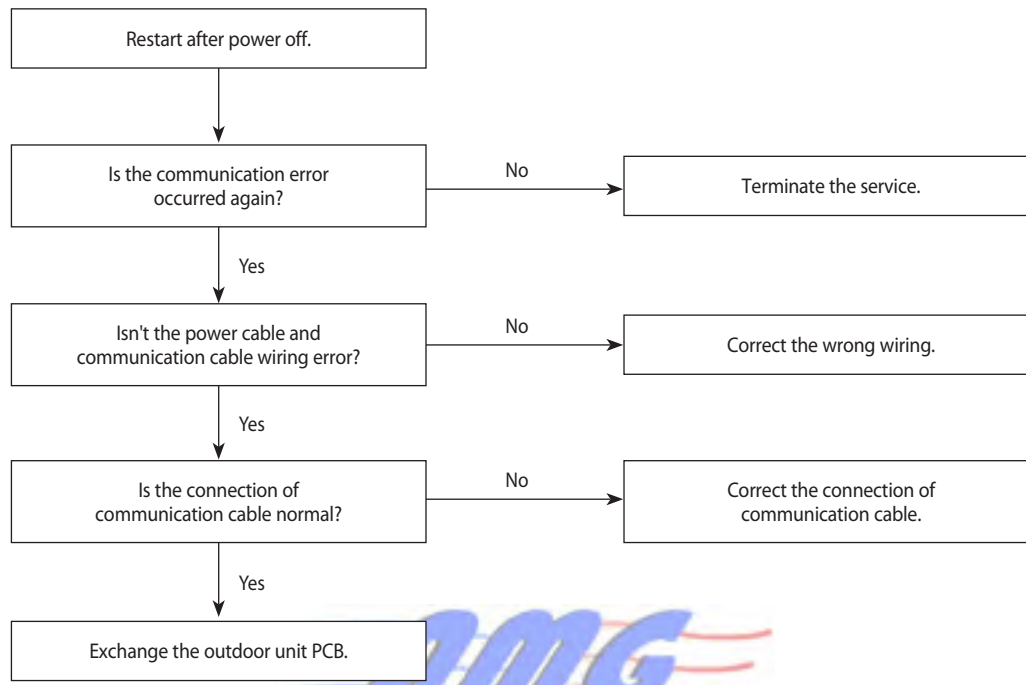 Restart after power off.
Is the communication error
occurred again?
No
Terminate the service.
Yes
Isn't the power cable and
communication cable wiring error?
No
Correct the wrong wiring.
Yes
Is the connection of
communication cable normal?
No
Correct the connection of
communication cable.
Yes
Exchange the outdoor unit PCB.
AMG